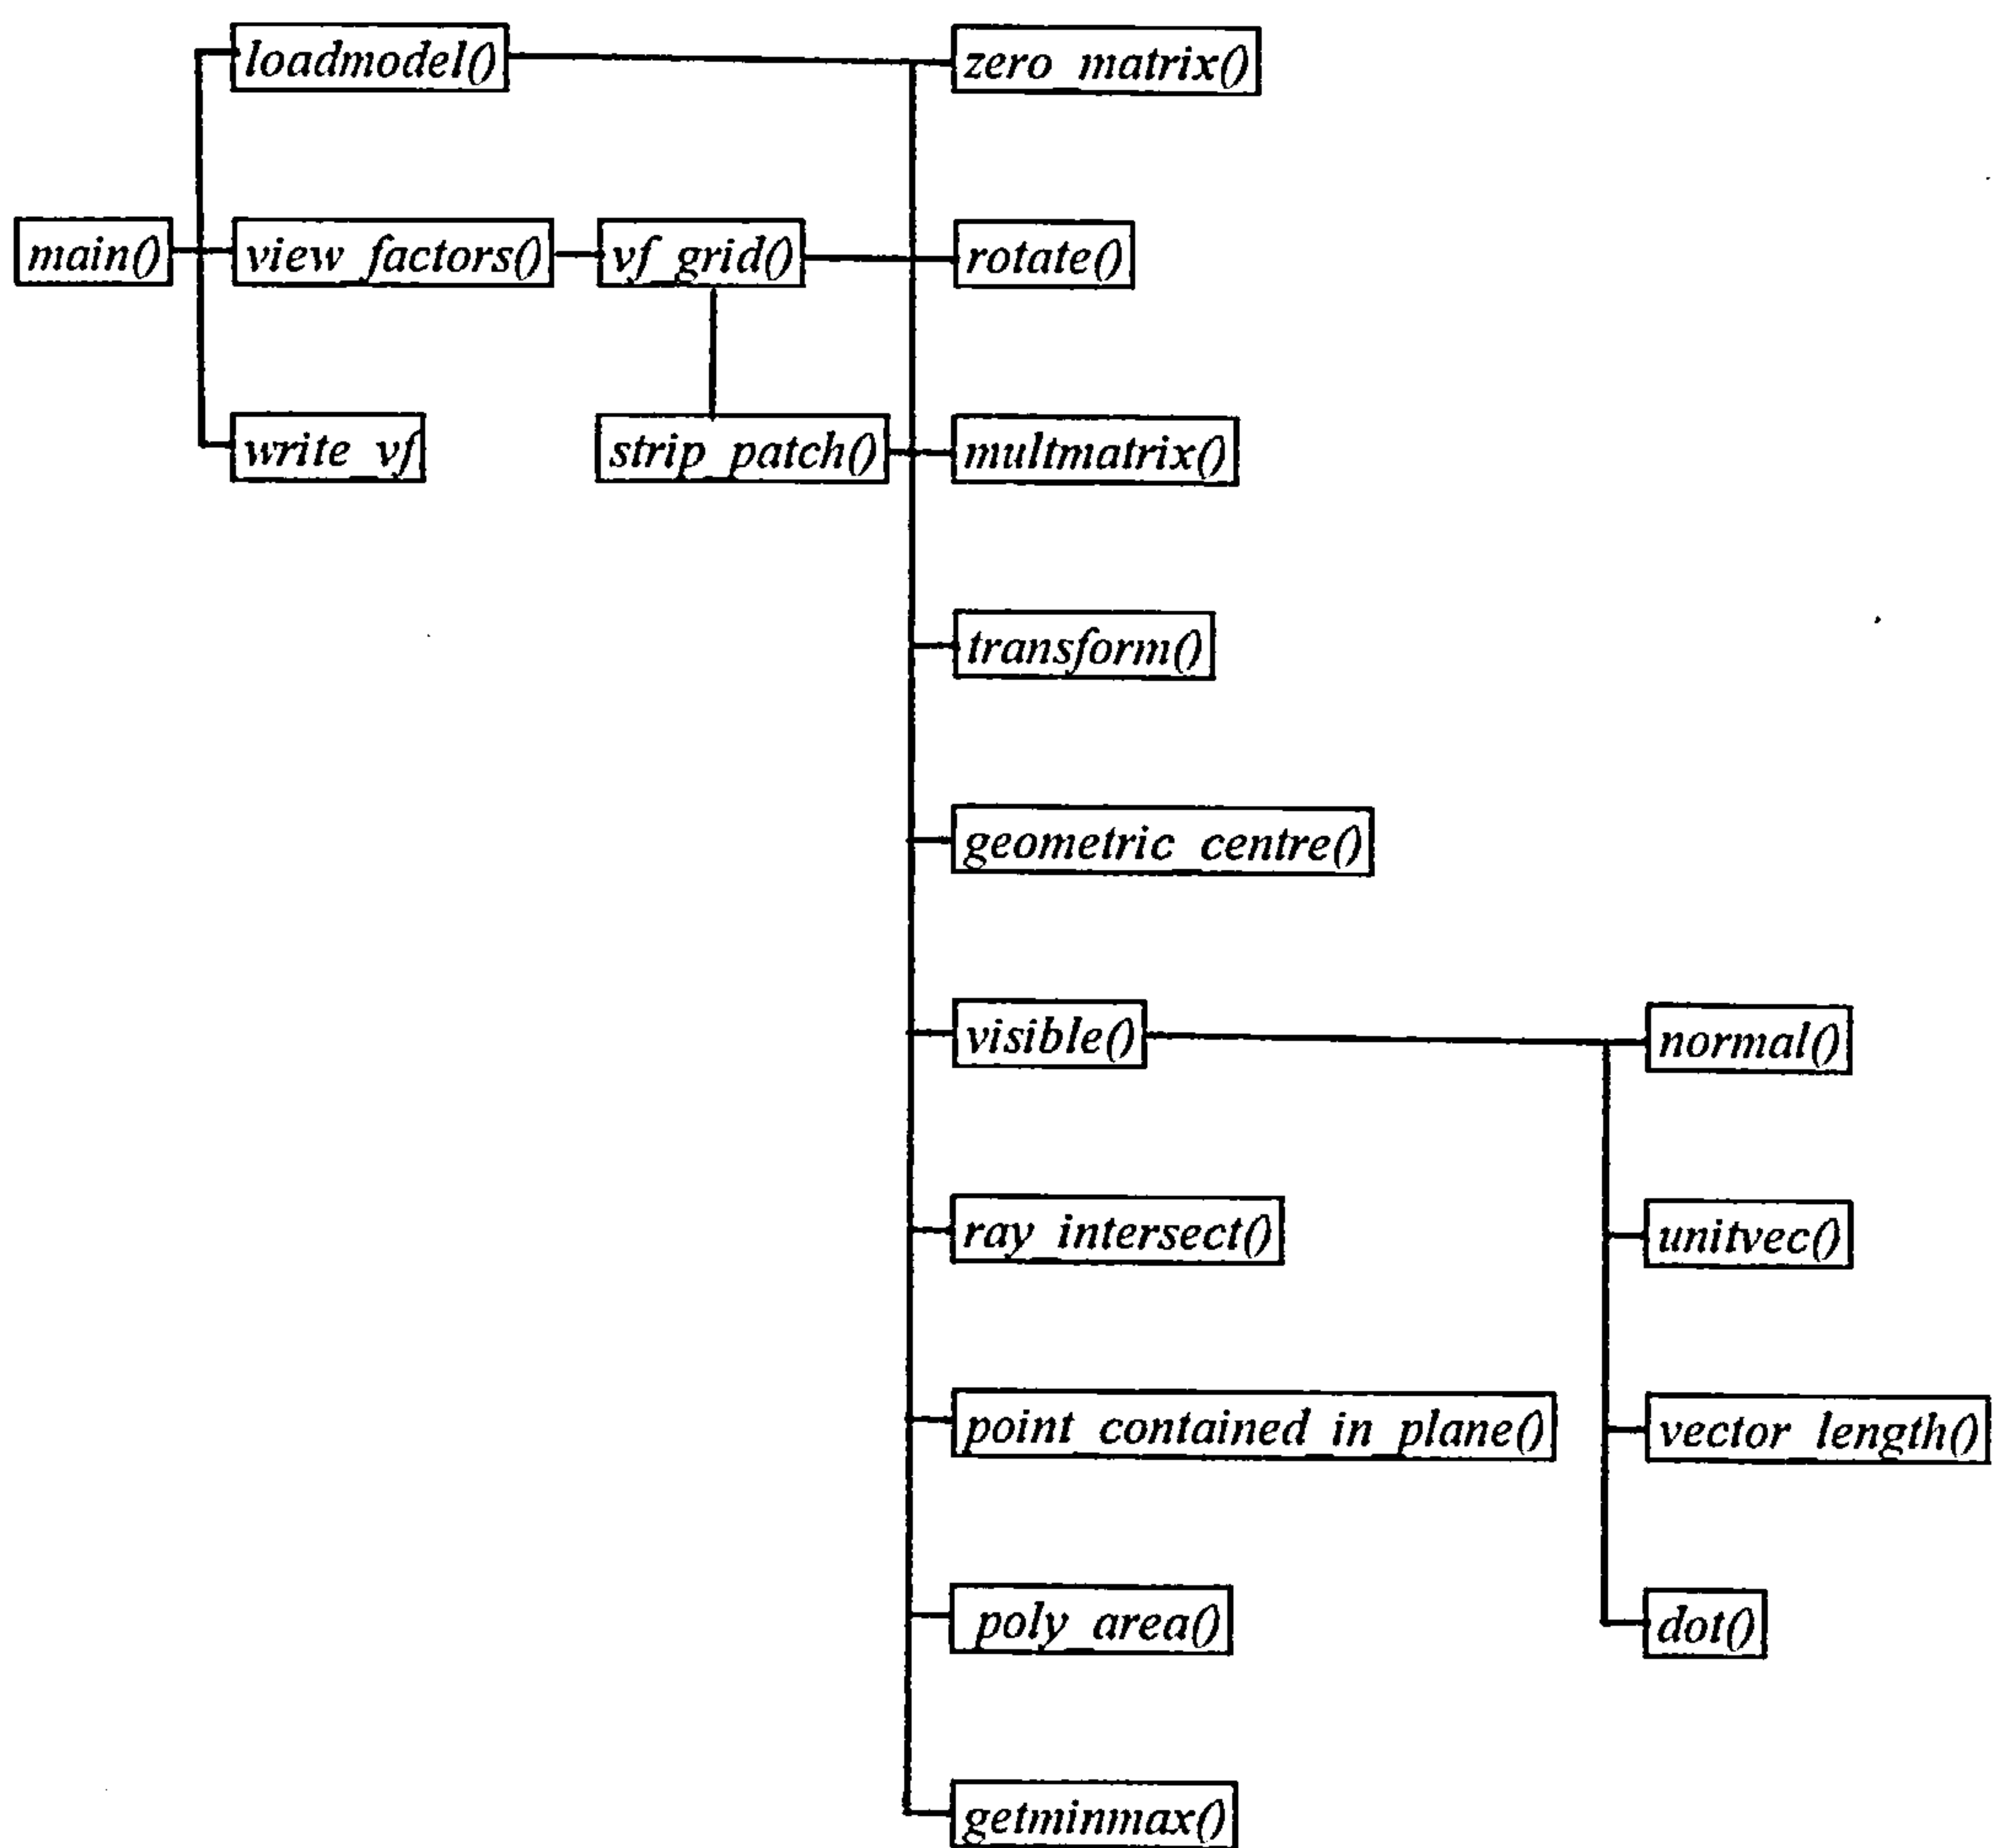 loadmodel()
zero_matrix()
main()
view_factors()
vf_grid()
rotate()
write_vf
strip_patch()
multmatrix()
transform()
geometric_centre()
visible()
normal()
ray_intersect()
unitvec()
point_contained_in_plane()
vector_length()
poly_area()
dot()
getminmax()